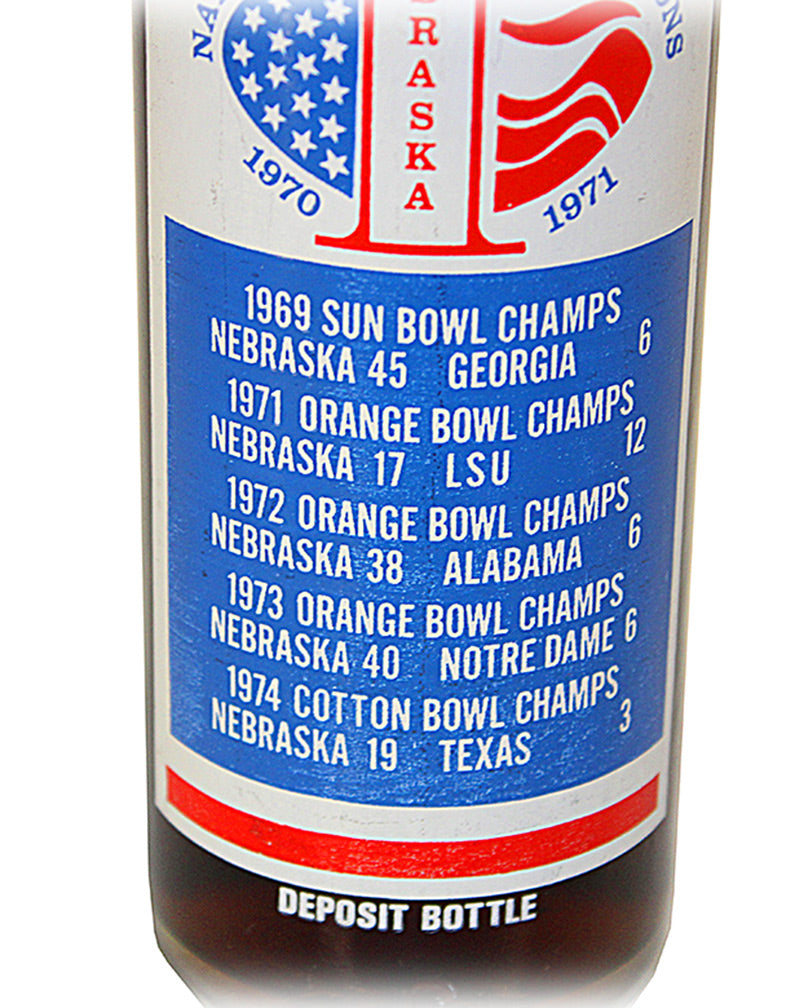 RASKA
1970
1971
1969 SUN BOWL CHAMPS
NEBRASKA 45 GEORGIA 6
1971 ORANGE BOWL CHAMPS
NEBRASKA 17 LSU 12
1972 ORANGE BOWL CHAMPS
NEBRASKA 38 ALABAMA 6
1973 ORANGE BOWL CHAMPS
NEBRASKA 40 NOTRE DAME 6
1974 COTTON BOWL CHAMPS
NEBRASKA 19 TEXAS 3
DEPOSIT BOTTLE